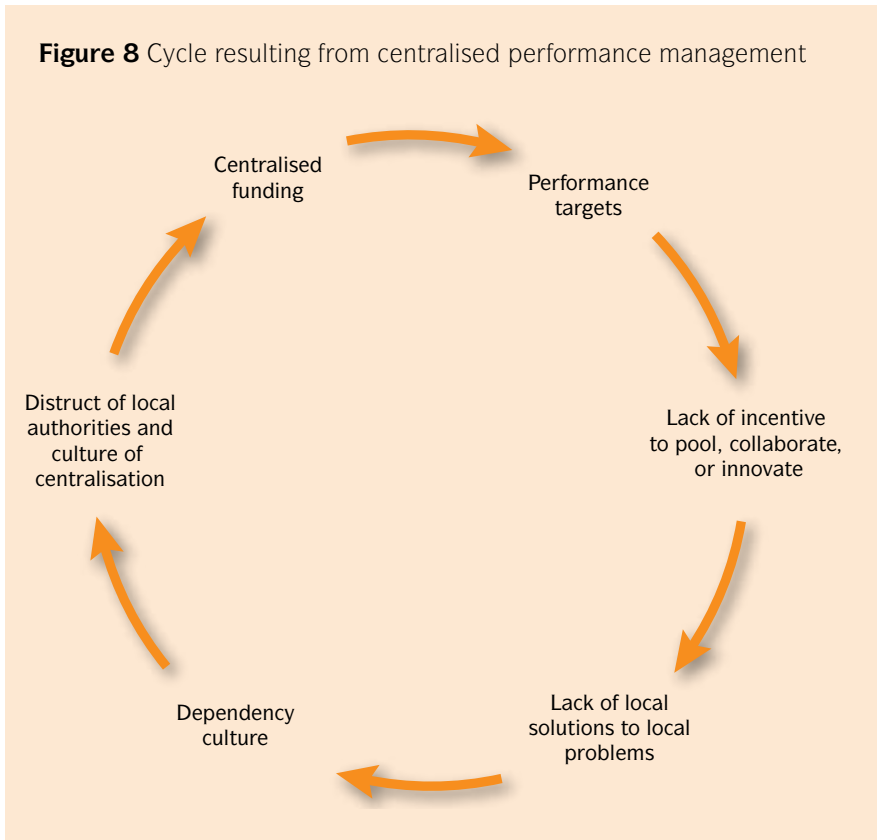 Figure 8 Cycle resulting from centralised performance management
Centralised
funding
Performance
targets
Lack of incentive
to pool, collaborate,
or innovate
Lack of local
solutions to local
problems
Dependency
culture
Distruct of local
authorities and
culture of
centralisation